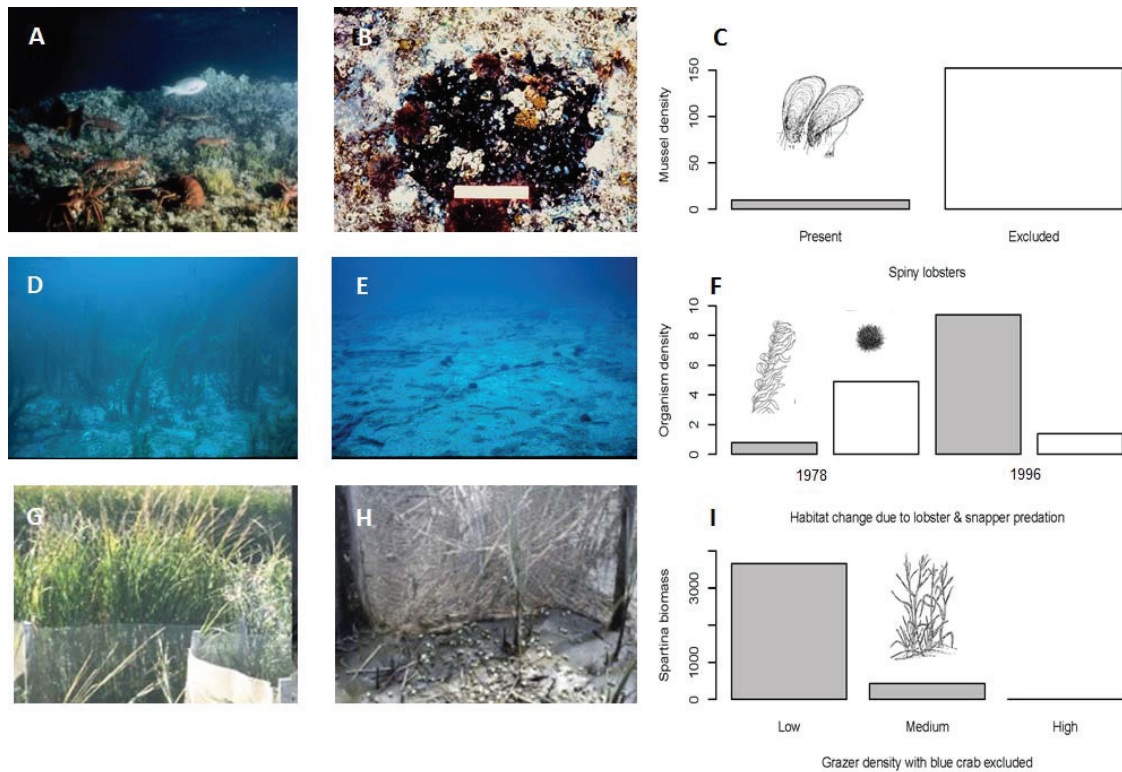 A
B
C
Mussel density
150
100
50
0
Present
Excluded
Spiny lobsters
D
E
F
Organism density
10
8
6
4
2
0
1978
1996
Habitat change due to lobster & snapper predation
G
H
I
Spartina biomass
3000
1000
0
Low
Medium
High
Grazer density with blue crab excluded